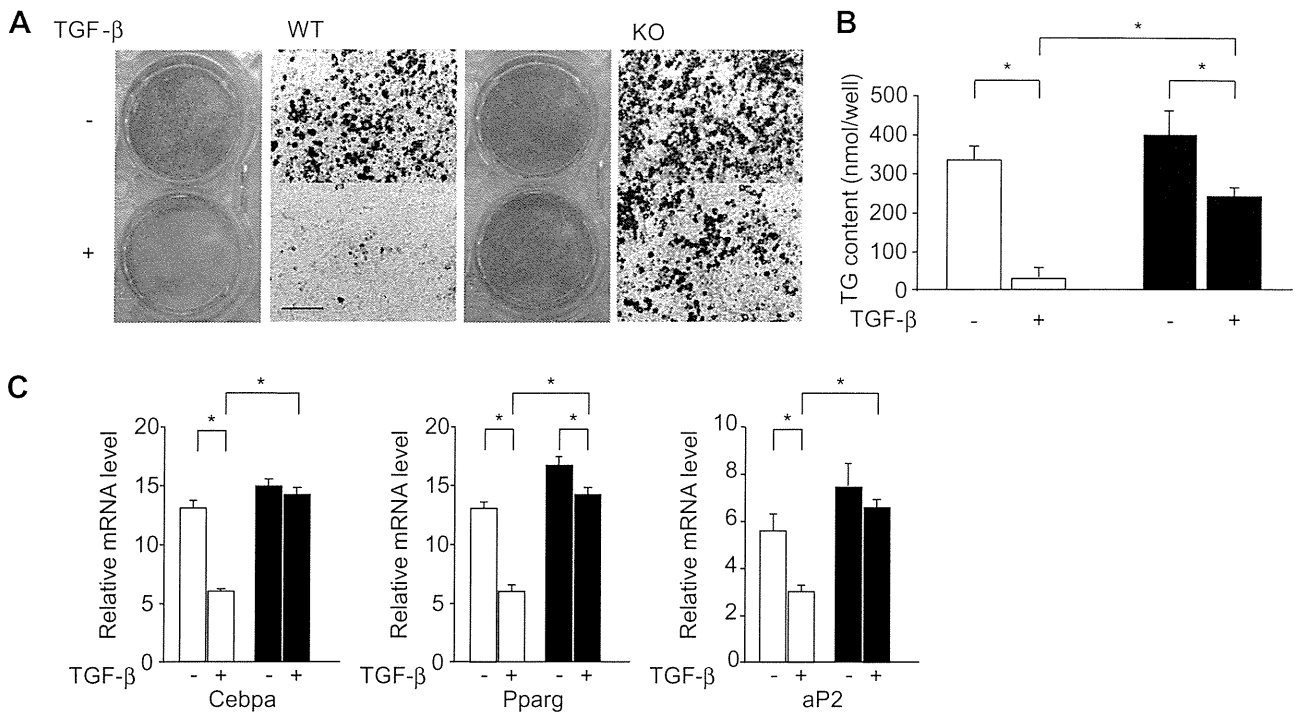 A
TGF-β
WT
KO
-
+
B
TG content (nmol/well)
500
400
300
200
100
0
*
*
*
TGF-β
-
+
-
+
C
Relative mRNA level
20
15
10
5
0
*
*
TGF-β
- + - +
Cebpa
Relative mRNA level
20
15
10
5
0
*
*
*
TGF-β
- + - +
Pparg
Relative mRNA level
10
8
6
4
2
0
*
*
TGF-β
- + - +
aP2